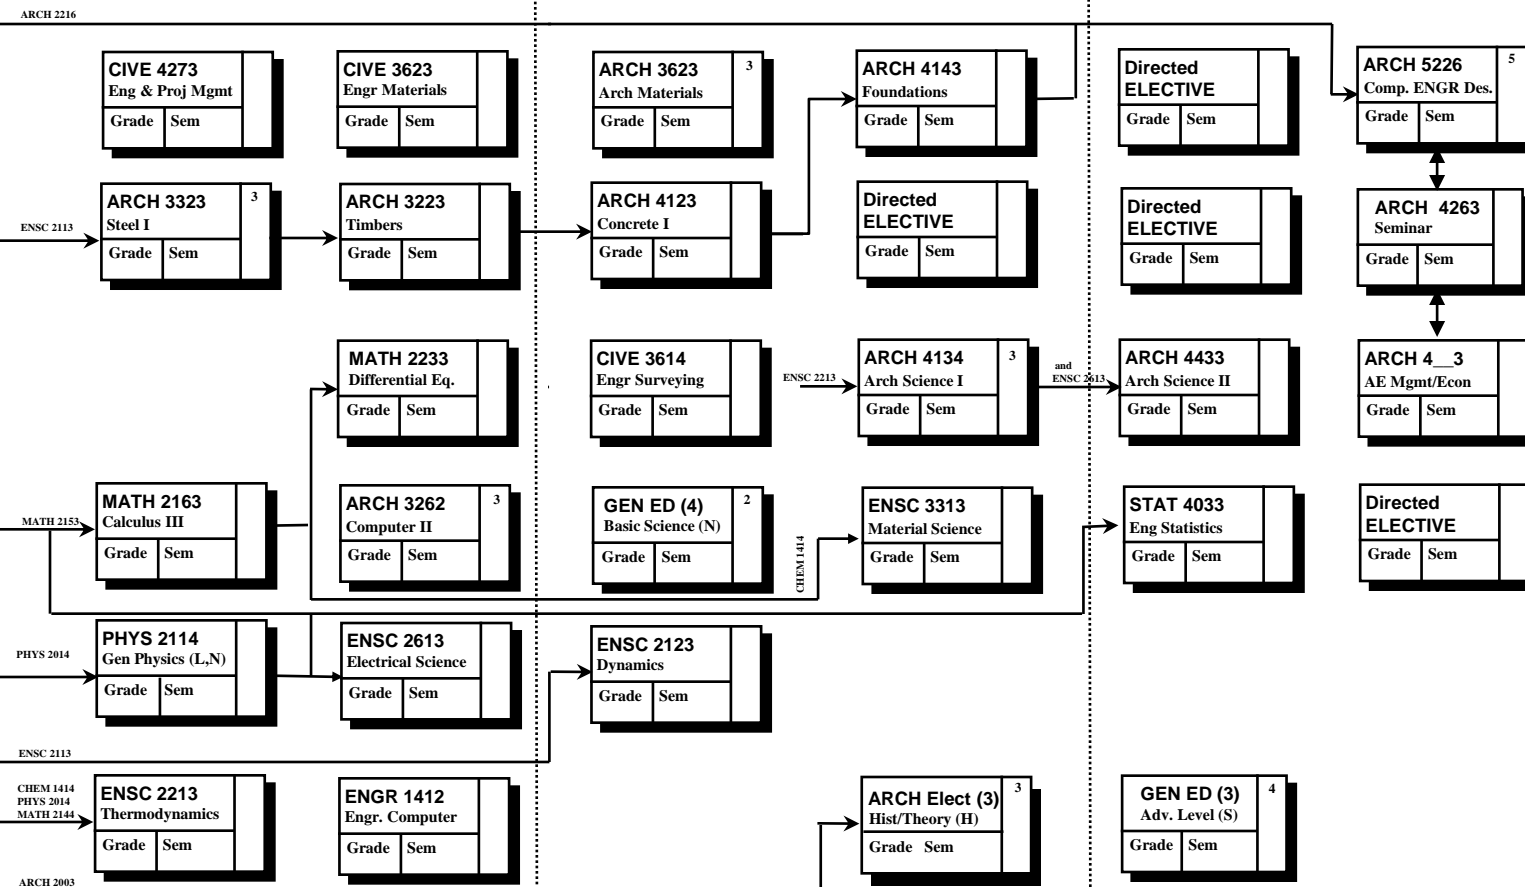 ARCH 2216
CIVE 4273
Eng & Proj Mgmt
Grade Sem
CIVE 3623
Engr Materials
Grade Sem
ARCH 3623 3
Arch Materials
Grade Sem
ARCH 4143
Foundations
Grade Sem
Directed
ELECTIVE
Grade Sem
ARCH 5226 5
Comp. ENGR Des.
Grade Sem
ENSC 2113
ARCH 3323 3
Steel I
Grade Sem
ARCH 3223
Timbers
Grade Sem
ARCH 4123
Concrete I
Grade Sem
Directed
ELECTIVE
Grade Sem
Directed
ELECTIVE
Grade Sem
ARCH 4263
Seminar
Grade Sem
MATH 2233
Differential Eq.
Grade Sem
CIVE 3614
Engr Surveying
Grade Sem
ENSC 2213
ARCH 4134 3
Arch Science I
Grade Sem
and
ENSC 2613
ARCH 4433
Arch Science II
Grade Sem
ARCH 4__3
AE Mgmt/Econ
Grade Sem
MATH 2153
MATH 2163
Calculus III
Grade Sem
ARCH 3262 3
Computer II
Grade Sem
GEN ED (4) 2
Basic Science (N)
Grade Sem
CHEM 1414
ENSC 3313
Material Science
Grade Sem
STAT 4033
Eng Statistics
Grade Sem
Directed
ELECTIVE
Grade Sem
PHYS 2014
PHYS 2114
Gen Physics (L,N)
Grade Sem
ENSC 2613
Electrical Science
Grade Sem
ENSC 2123
Dynamics
Grade Sem
ENSC 2113
CHEM 1414
PHYS 2014
MATH 2144
ENSC 2213
Thermodynamics
Grade Sem
ENGR 1412
Engr. Computer
Grade Sem
ARCH Elect (3) 3
Hist/Theory (H)
Grade Sem
GEN ED (3) 4
Adv. Level (S)
Grade Sem
ARCH 2003